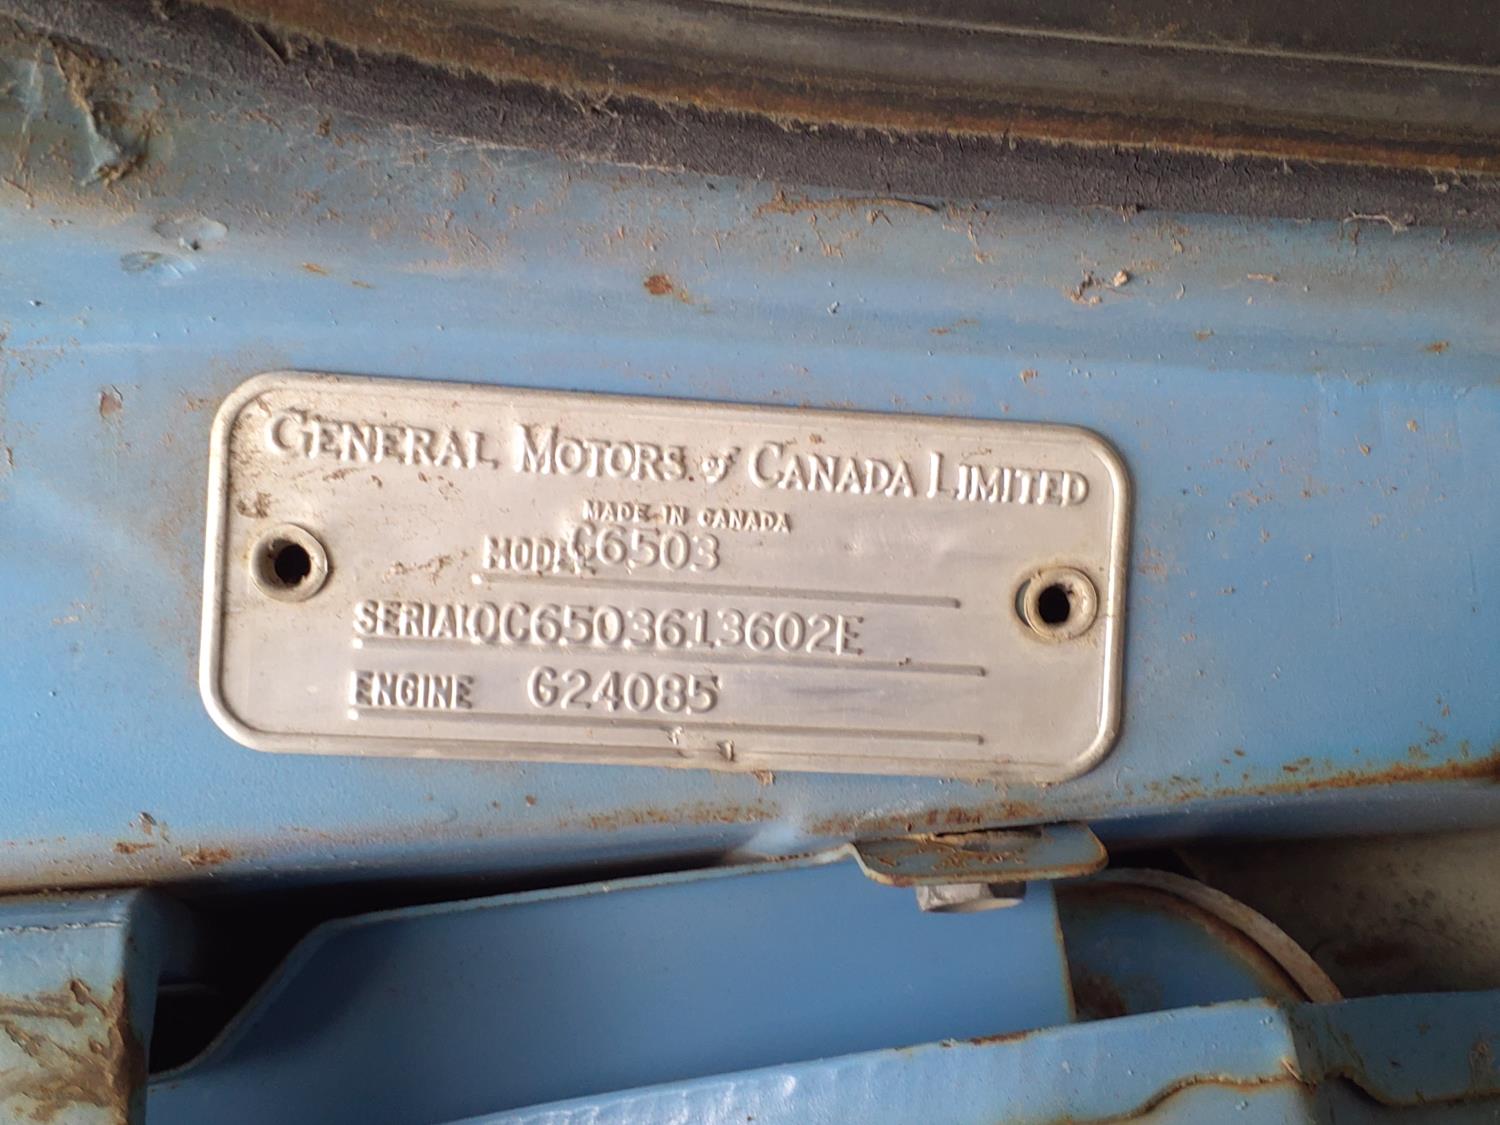 GENERAL MOTORS of CANADA LIMITED
MADE IN CANADA
MODEL C6503
SERIAL 0C6503613602E
ENGINE G24085